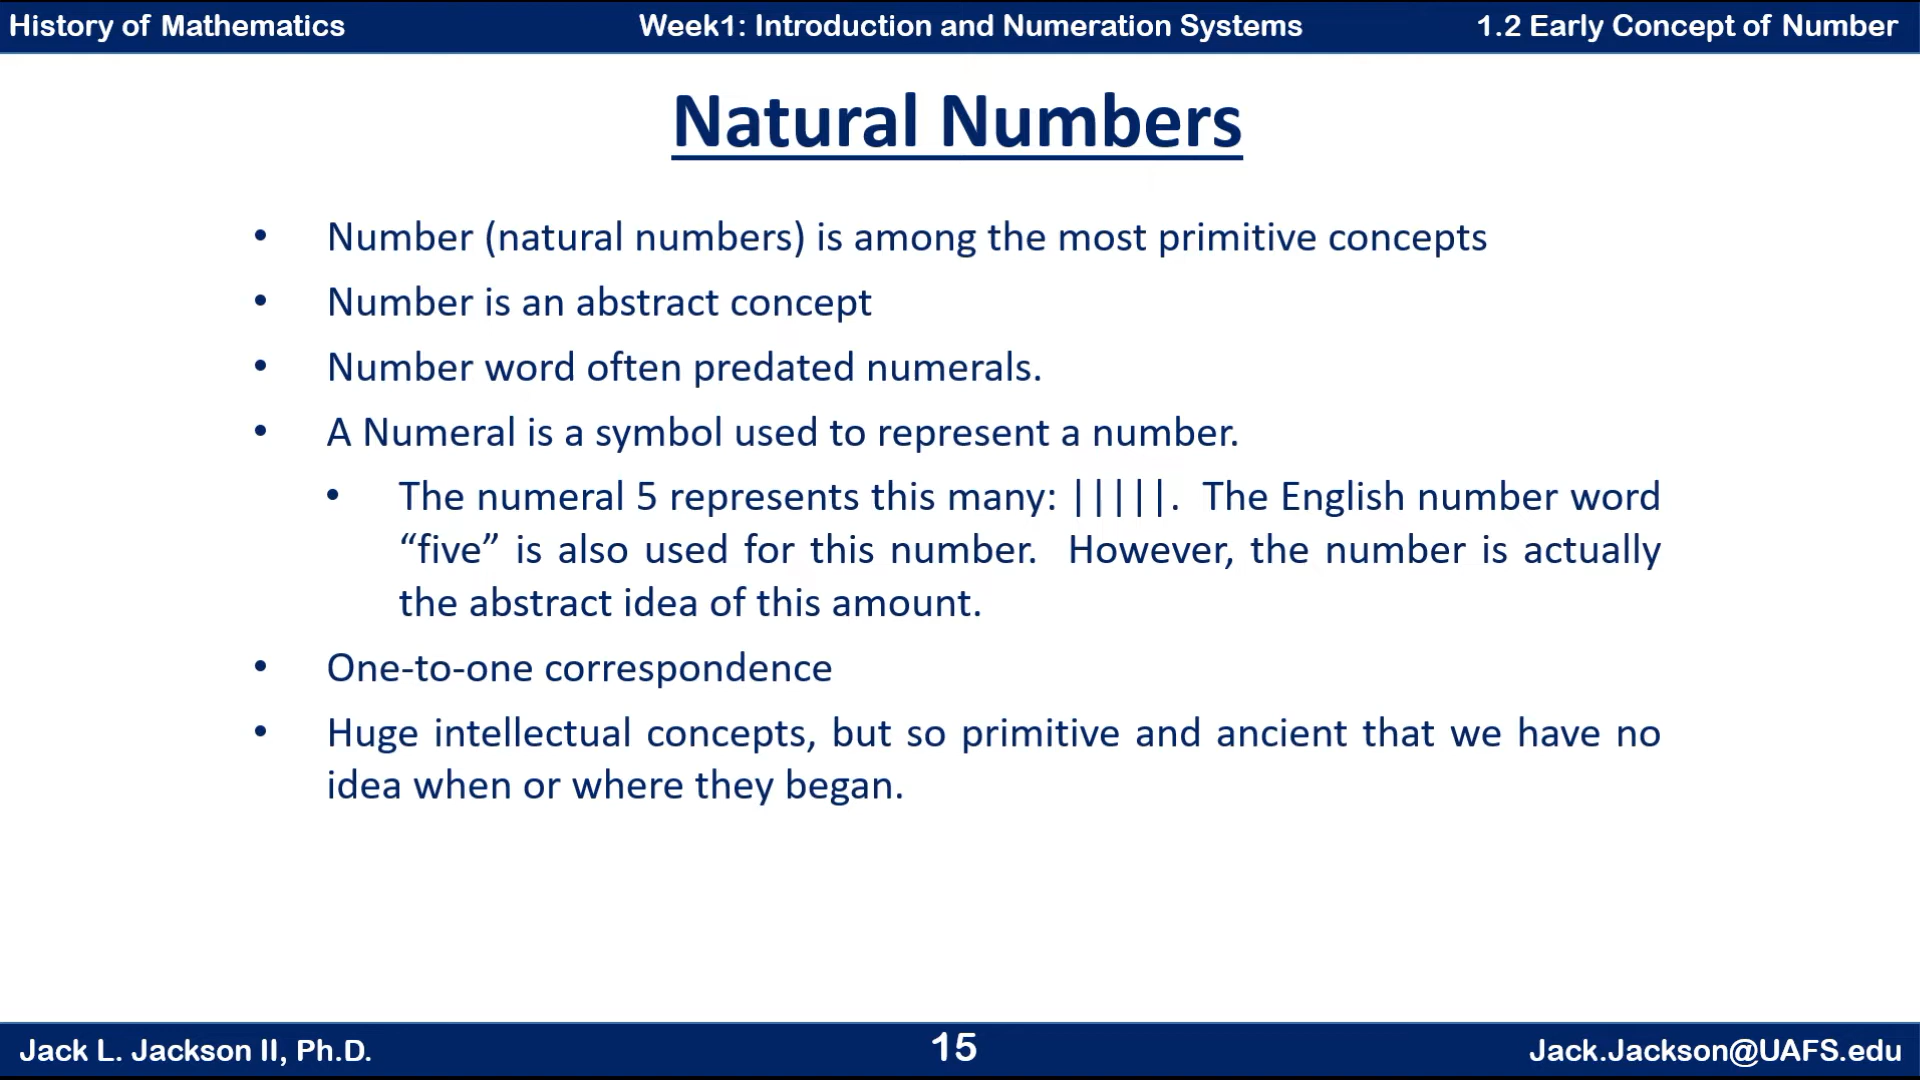 History of Mathematics
Week1: Introduction and Numeration Systems
1.2 Early Concept of Number
Natural Numbers
• Number (natural numbers) is among the most primitive concepts
• Number is an abstract concept
• Number word often predated numerals.
• A Numeral is a symbol used to represent a number.
• The numeral 5 represents this many: |||||. The English number word
“five” is also used for this number. However, the number is actually
the abstract idea of this amount.
• One-to-one correspondence
• Huge intellectual concepts, but so primitive and ancient that we have no
idea when or where they began.
Jack L. Jackson II, Ph.D.
15
Jack.Jackson@UAFS.edu